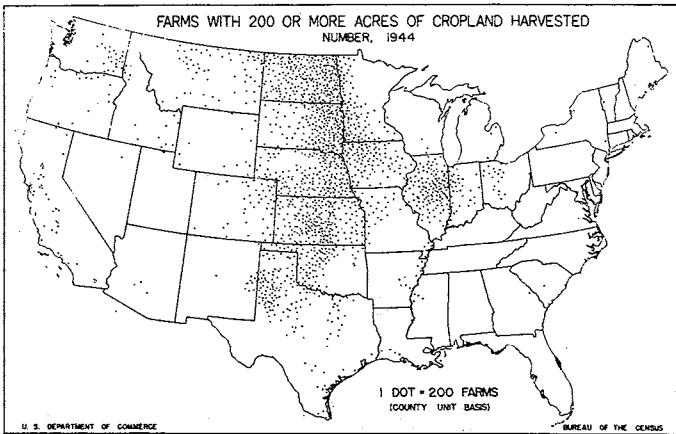 FARMS WITH 200 OR MORE ACRES OF CROPLAND HARVESTED
NUMBER, 1944
1 DOT = 200 FARMS
(COUNTY UNIT BASIS)
U. S. DEPARTMENT OF COMMERCE
BUREAU OF THE CENSUS